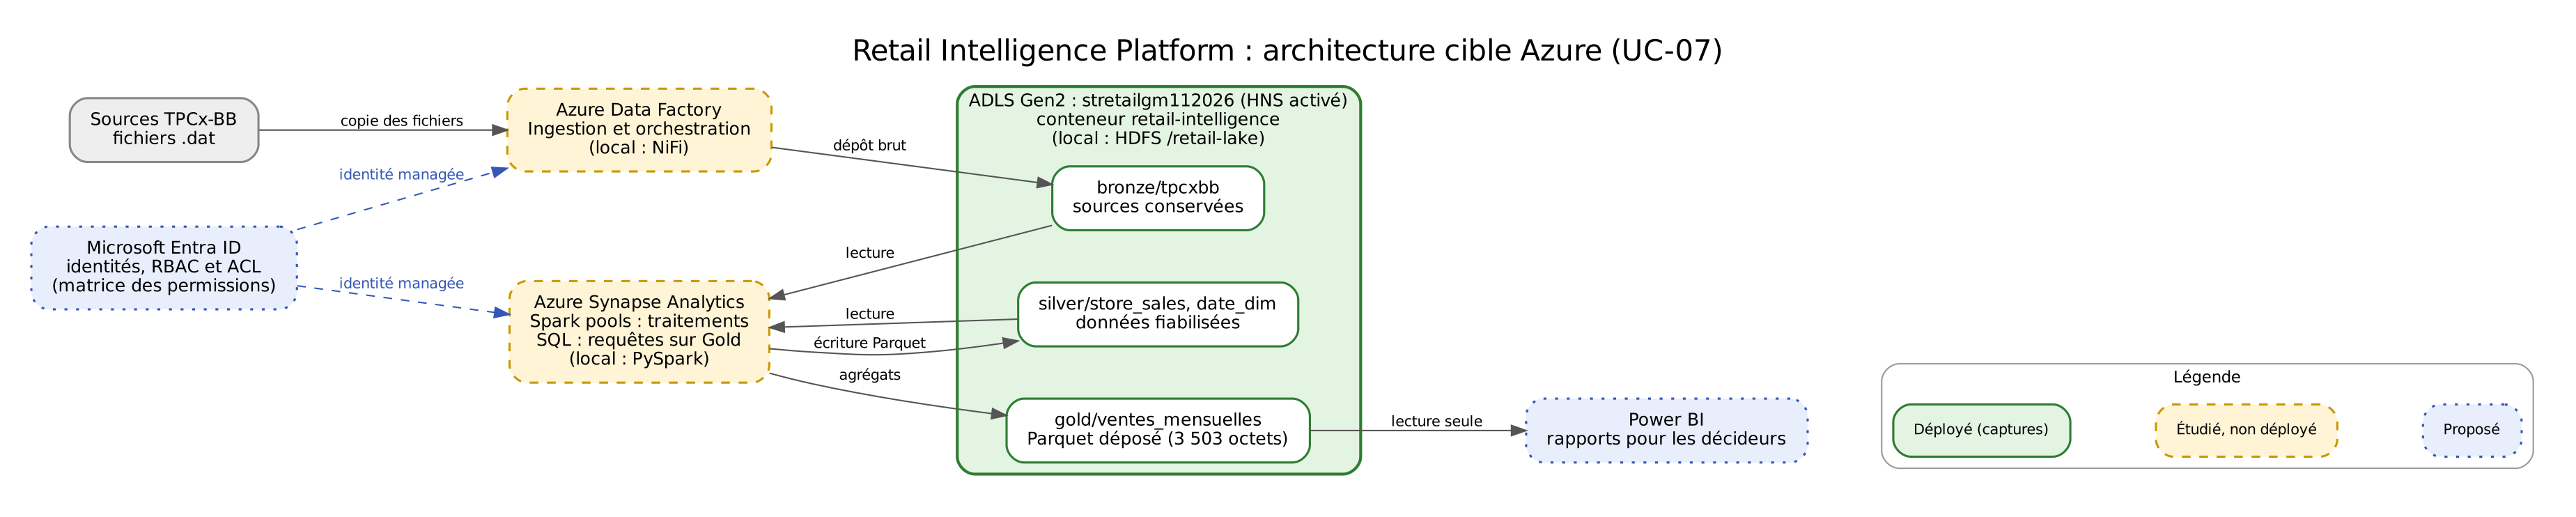 Retail Intelligence Platform : architecture cible Azure (UC-07)
Sources TPCx-BB
fichiers .dat
copie des fichiers
Azure Data Factory
Ingestion et orchestration
(local : NiFi)
identité managée
Microsoft Entra ID
identités, RBAC et ACL
(matrice des permissions)
identité managée
Azure Synapse Analytics
Spark pools : traitements
SQL : requêtes sur Gold
(local : PySpark)
dépôt brut
lecture
lecture
écriture Parquet
agrégats
ADLS Gen2 : stretailgm112026 (HNS activé)
conteneur retail-intelligence
(local : HDFS /retail-lake)
bronze/tpcxbb
sources conservées
silver/store_sales, date_dim
données fiabilisées
gold/ventes_mensuelles
Parquet déposé (3 503 octets)
lecture seule
Power BI
rapports pour les décideurs
Légende
Déployé (captures)
Étudié, non déployé
Proposé